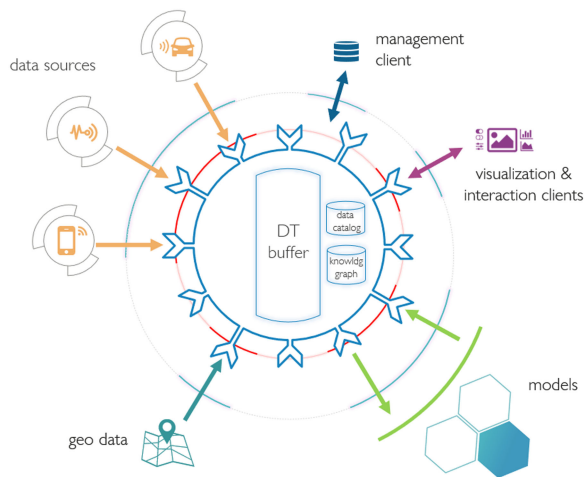 data sources
management
client
visualization &
interaction clients
DT
buffer
data
catalog
knowldg
graph
models
geo data